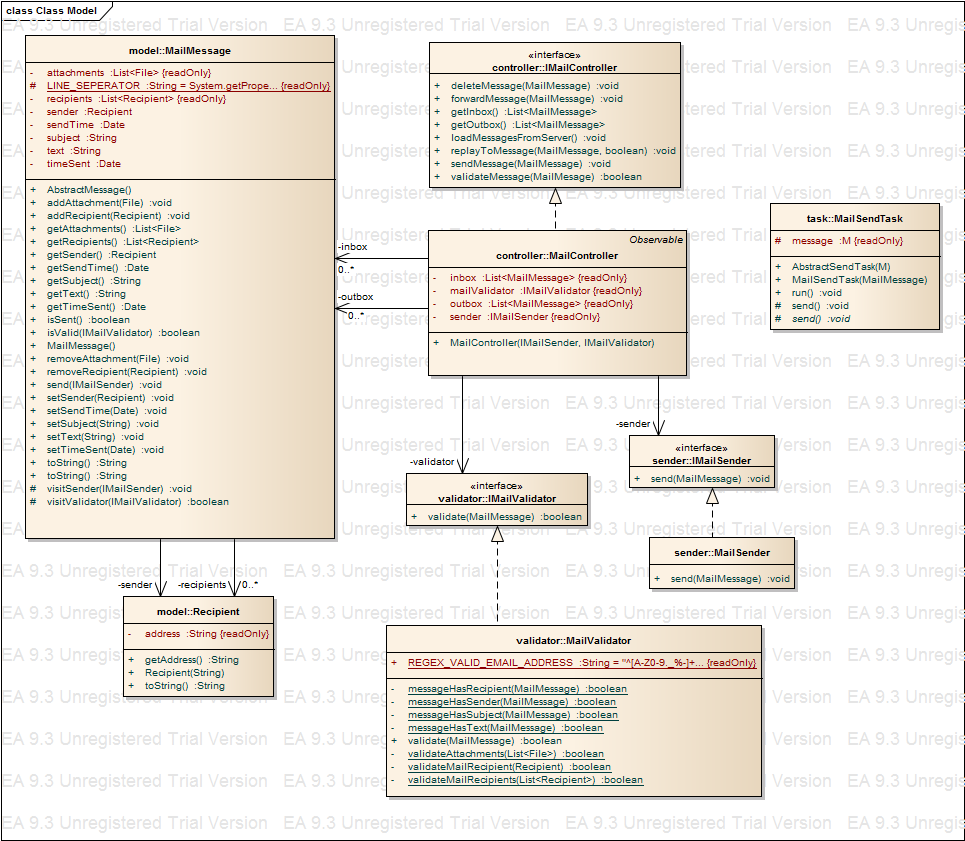 class Class Model
model::MailMessage
- attachments :List<File> {readOnly}
# LINE_SEPERATOR :String = System.getPrope... {readOnly}
- recipients :List<Recipient> {readOnly}
- sender :Recipient
- sendTime :Date
- subject :String
- text :String
- timeSent :Date
+ AbstractMessage()
+ addAttachment(File) :void
+ addRecipient(Recipient) :void
+ getAttachments() :List<File>
+ getRecipients() :List<Recipient>
+ getSender() :Recipient
+ getSendTime() :Date
+ getSubject() :String
+ getText() :String
+ getTimeSent() :Date
+ isSent() :boolean
+ isValid(IMailValidator) :boolean
+ MailMessage()
+ removeAttachment(File) :void
+ removeRecipient(Recipient) :void
+ send(IMailSender) :void
+ setSender(Recipient) :void
+ setSendTime(Date) :void
+ setSubject(String) :void
+ setText(String) :void
+ setTimeSent(Date) :void
+ toString() :String
+ toString() :String
# visitSender(IMailSender) :void
# visitValidator(IMailValidator) :boolean
«interface»
controller::IMailController
+ deleteMessage(MailMessage) :void
+ forwardMessage(MailMessage) :void
+ getInbox() :List<MailMessage>
+ getOutbox() :List<MailMessage>
+ loadMessagesFromServer() :void
+ replayToMessage(MailMessage, boolean) :void
+ sendMessage(MailMessage) :void
+ validateMessage(MailMessage) :boolean
task::MailSendTask
# message :M {readOnly}
+ AbstractSendTask(M)
+ MailSendTask(MailMessage)
+ run() :void
# send() :void
# send() :void
-inbox
0..*
-outbox
0..*
Observable
controller::MailController
- inbox :List<MailMessage> {readOnly}
- mailValidator :IMailValidator {readOnly}
- outbox :List<MailMessage> {readOnly}
- sender :IMailSender {readOnly}
+ MailController(IMailSender, IMailValidator)
-sender
«interface»
sender::IMailSender
+ send(MailMessage) :void
-validator
«interface»
validator::IMailValidator
+ validate(MailMessage) :boolean
sender::MailSender
+ send(MailMessage) :void
-sender
-recipients
0..*
model::Recipient
- address :String {readOnly}
+ getAddress() :String
+ Recipient(String)
+ toString() :String
validator::MailValidator
+ REGEX_VALID_EMAIL_ADDRESS :String = "^[A-Z0-9._%-]+... {readOnly}
- messageHasRecipient(MailMessage) :boolean
- messageHasSender(MailMessage) :boolean
- messageHasSubject(MailMessage) :boolean
- messageHasText(MailMessage) :boolean
+ validate(MailMessage) :boolean
- validateAttachments(List<File>) :boolean
- validateMailRecipient(Recipient) :boolean
- validateMailRecipients(List<Recipient>) :boolean
EA 9.3 Unregistered Trial Version